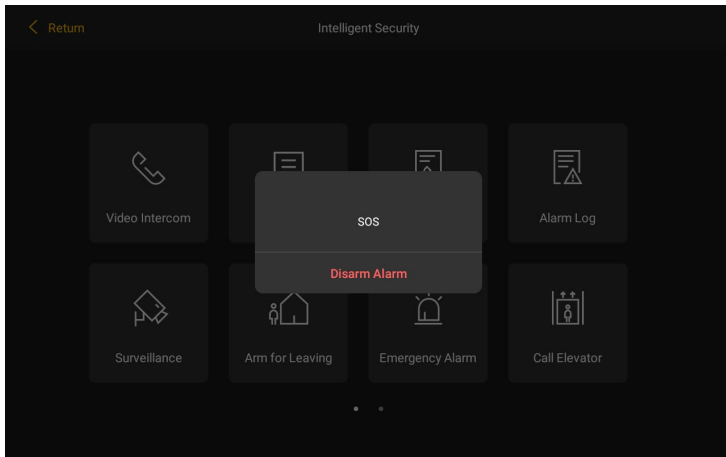 Return
Intelligent Security
Video Intercom
Alarm Log
SOS
Disarm Alarm
Surveillance
Arm for Leaving
Emergency Alarm
Call Elevator